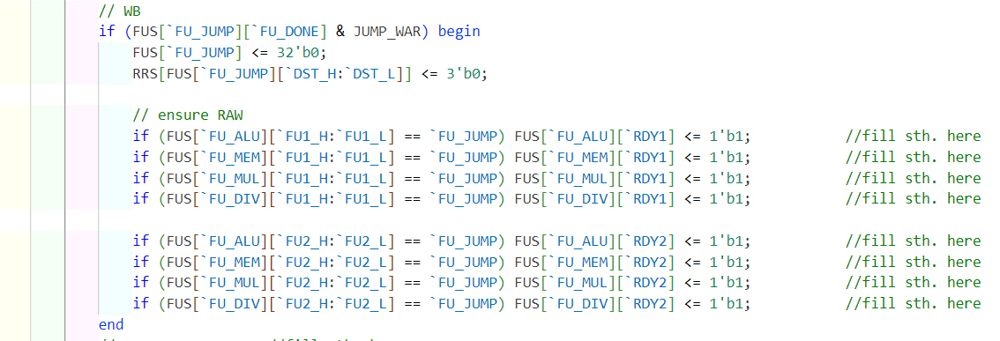 // WB
if (FUS[`FU_JUMP][`FU_DONE] & JUMP_WAR) begin
FUS[`FU_JUMP] <= 32'b0;
RRS[FUS[`FU_JUMP][`DST_H:`DST_L]] <= 3'b0;
// ensure RAW
if (FUS[`FU_ALU][`FU1_H:`FU1_L] == `FU_JUMP) FUS[`FU_ALU][`RDY1] <= 1'b1; //fill sth. here
if (FUS[`FU_MEM][`FU1_H:`FU1_L] == `FU_JUMP) FUS[`FU_MEM][`RDY1] <= 1'b1; //fill sth. here
if (FUS[`FU_MUL][`FU1_H:`FU1_L] == `FU_JUMP) FUS[`FU_MUL][`RDY1] <= 1'b1; //fill sth. here
if (FUS[`FU_DIV][`FU1_H:`FU1_L] == `FU_JUMP) FUS[`FU_DIV][`RDY1] <= 1'b1; //fill sth. here
if (FUS[`FU_ALU][`FU2_H:`FU2_L] == `FU_JUMP) FUS[`FU_ALU][`RDY2] <= 1'b1; //fill sth. here
if (FUS[`FU_MEM][`FU2_H:`FU2_L] == `FU_JUMP) FUS[`FU_MEM][`RDY2] <= 1'b1; //fill sth. here
if (FUS[`FU_MUL][`FU2_H:`FU2_L] == `FU_JUMP) FUS[`FU_MUL][`RDY2] <= 1'b1; //fill sth. here
if (FUS[`FU_DIV][`FU2_H:`FU2_L] == `FU_JUMP) FUS[`FU_DIV][`RDY2] <= 1'b1; //fill sth. here
end